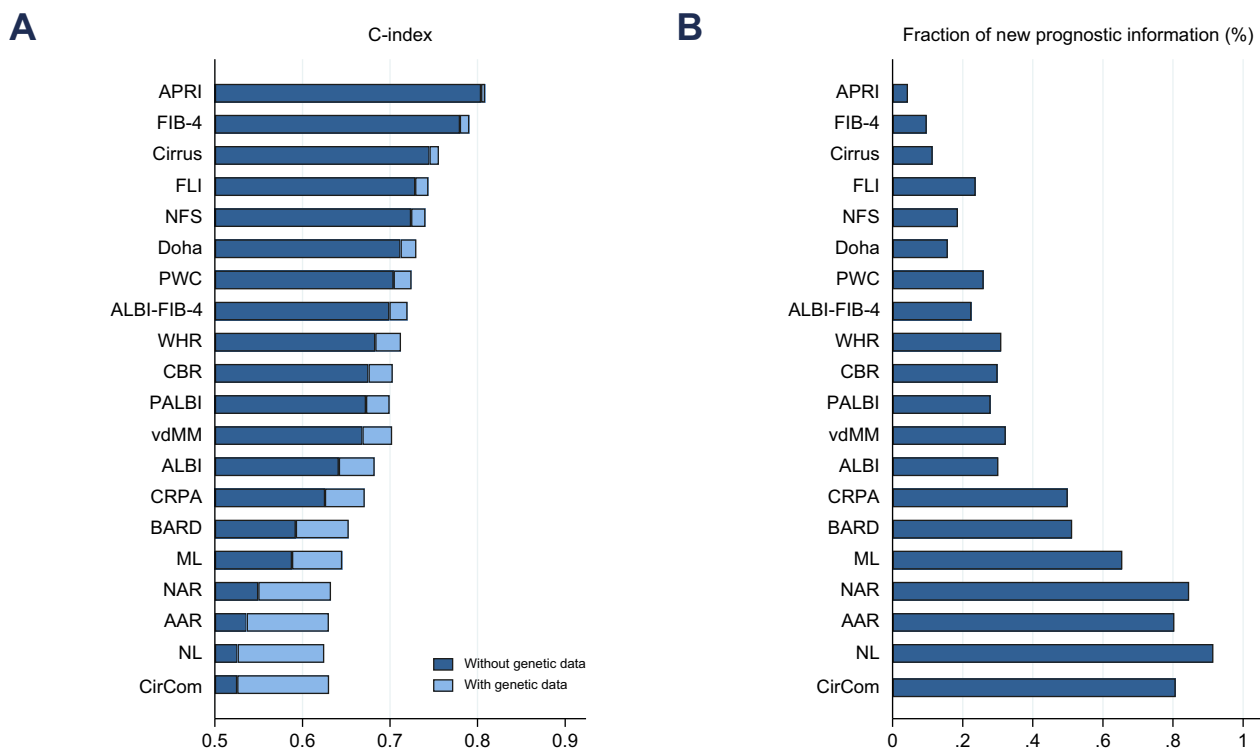 A
C-index
APRI
FIB-4
Cirrus
FLI
NFS
Doha
PWC
ALBI-FIB-4
WHR
CBR
PALBI
vdMM
ALBI
CRPA
BARD
ML
NAR
AAR
NL
CirCom
Without genetic data
With genetic data
0.5 0.6 0.7 0.8 0.9
B
Fraction of new prognostic information (%)
APRI
FIB-4
Cirrus
FLI
NFS
Doha
PWC
ALBI-FIB-4
WHR
CBR
PALBI
vdMM
ALBI
CRPA
BARD
ML
NAR
AAR
NL
CirCom
0 .2 .4 .6 .8 1